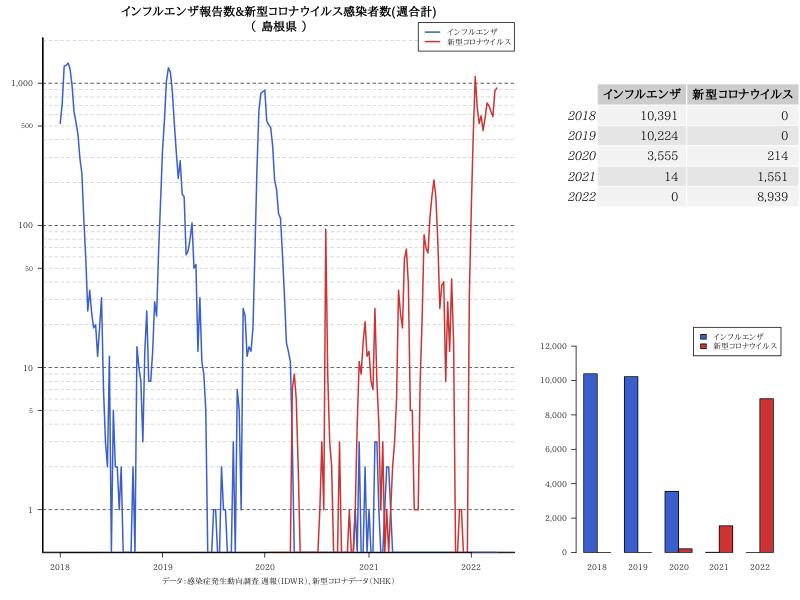 インフルエンザ報告数&新型コロナウイルス感染者数(週合計)
( 島根県 )
インフルエンザ
新型コロナウイルス
1,000
500
100
50
10
5
1
2018 2019 2020 2021 2022
データ：感染症発生動向調査 週報(IDWR)、新型コロナデータ(NHK)
インフルエンザ 新型コロナウイルス
2018 10,391 0
2019 10,224 0
2020 3,555 214
2021 14 1,551
2022 0 8,939
インフルエンザ
新型コロナウイルス
12,000
10,000
8,000
6,000
4,000
2,000
0
2018 2019 2020 2021 2022